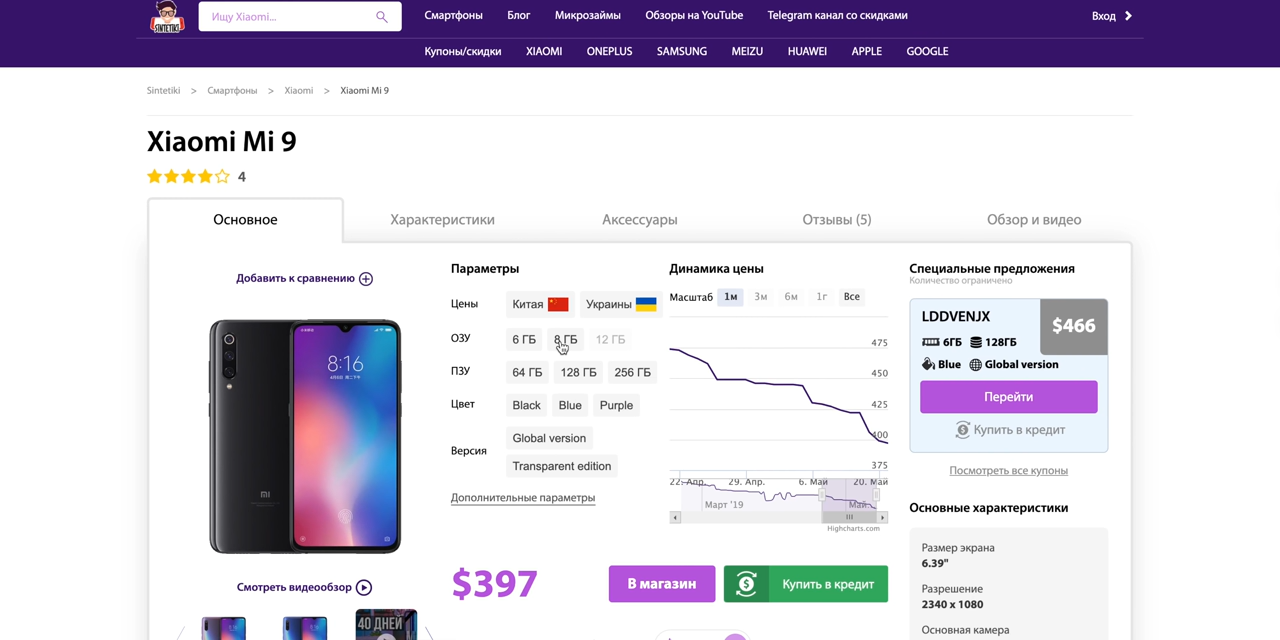 SINTETIKI
Ищу Xiaomi...
Смартфоны Блог Микрозаймы Обзоры на YouTube Telegram канал со скидками
Вход
Купоны/скидки XIAOMI ONEPLUS SAMSUNG MEIZU HUAWEI APPLE GOOGLE
Sintetiki > Смартфоны > Xiaomi > Xiaomi Mi 9
Xiaomi Mi 9
4
Основное Характеристики Аксессуары Отзывы (5) Обзор и видео
Добавить к сравнению
8:16
mi
Смотреть видеообзор
40 ДНЕЙ
Параметры
Цены Китая Украины
ОЗУ 6 ГБ 8 ГБ 12 ГБ
ПЗУ 64 ГБ 128 ГБ 256 ГБ
Цвет Black Blue Purple
Версия Global version
Transparent edition
Дополнительные параметры
Динамика цены
Масштаб 1м 3м 6м 1г Все
475
450
425
400
375
22. Апр. 29. Апр. 6. Май 20. Май
Март '19 Май
Highcharts.com
$397
В магазин
Купить в кредит
Специальные предложения
Количество ограничено
LDDVENJX
$466
6ГБ 128ГБ
Blue Global version
Перейти
Купить в кредит
Посмотреть все купоны
Основные характеристики
Размер экрана
6.39"
Разрешение
2340 x 1080
Основная камера